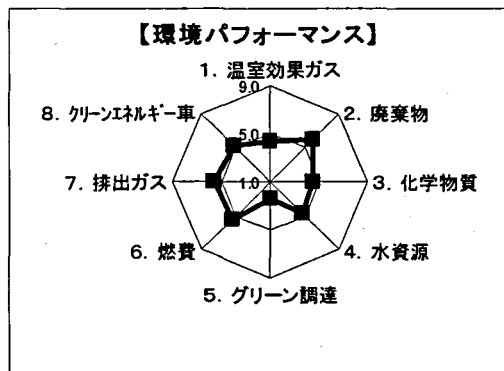 【環境パフォーマンス】
1. 温室効果ガス
9.0
8. クリーンエネルギー車
2. 廃棄物
5.0
7. 排出ガス
1.0
3. 化学物質
6. 燃費
4. 水資源
5. グリーン調達